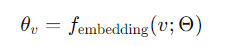 θ_v = f_embedding(v; Θ)